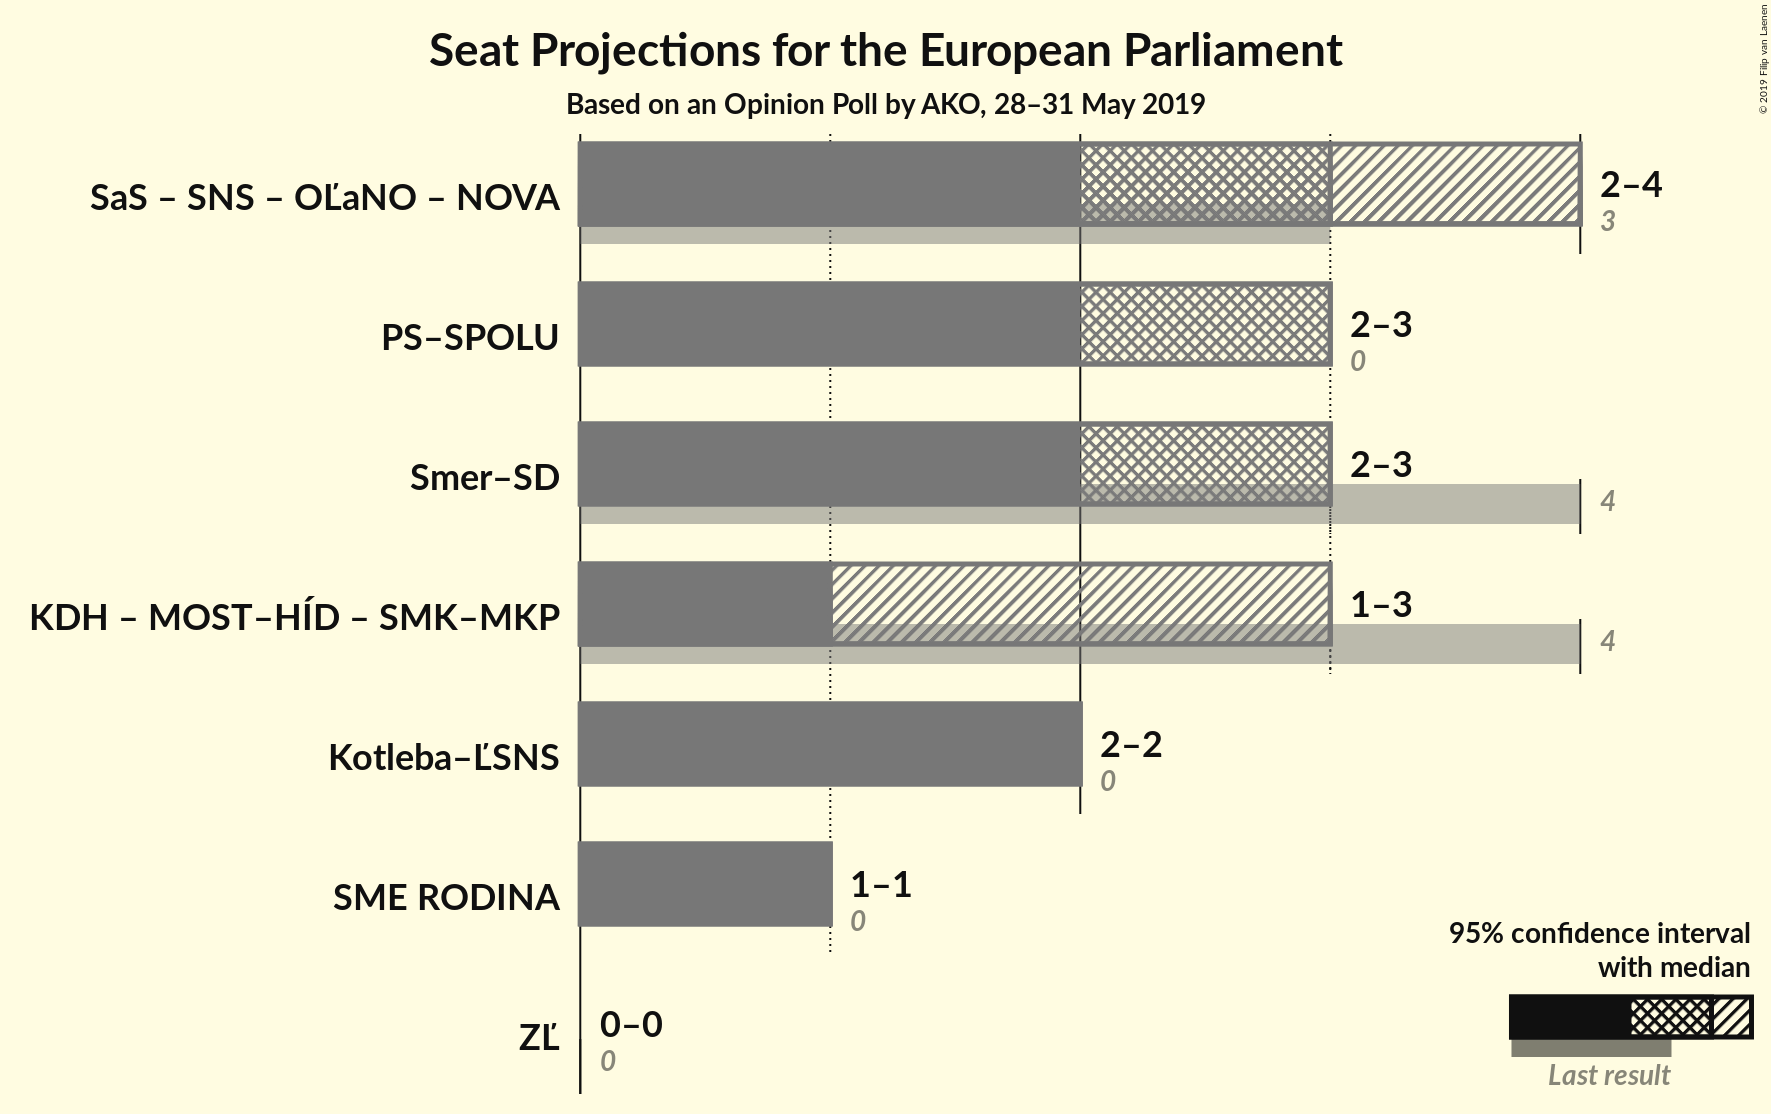 Seat Projections for the European Parliament
Based on an Opinion Poll by AKO, 28–31 May 2019
© 2019 Filip van Laenen
SaS – SNS – OĽaNO – NOVA
2–4
3
PS–SPOLU
2–3
0
Smer–SD
2–3
4
KDH – MOST–HÍD – SMK–MKP
1–3
4
Kotleba–ĽSNS
2–2
0
SME RODINA
1–1
0
ZĽ
0–0
0
95% confidence interval
with median
Last result